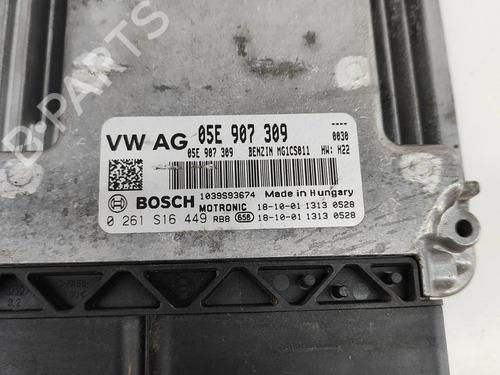 B-PARTS
VW AG 05E 907 309 ----
05E 907 309 BENZIN MG1CS011 0030
HW: H22
BOSCH 1039S93674 Made in Hungary
MOTRONIC 18-10-01 1313 0528
0 261 S16 449 RBB 658 18-10-01 1313 0528